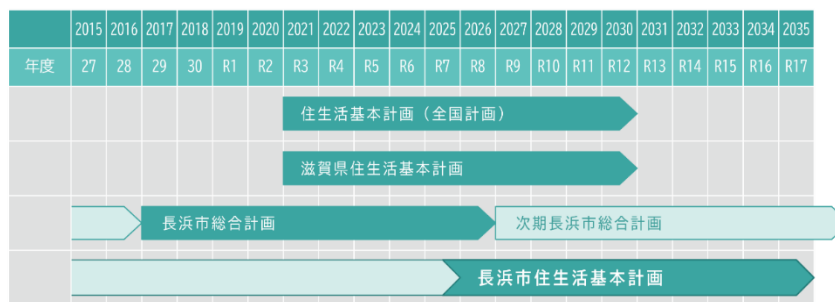 2015 2016 2017 2018 2019 2020 2021 2022 2023 2024 2025 2026 2027 2028 2029 2030 2031 2032 2033 2034 2035
年度 27 28 29 30 R1 R2 R3 R4 R5 R6 R7 R8 R9 R10 R11 R12 R13 R14 R15 R16 R17
住生活基本計画（全国計画）
滋賀県住生活基本計画
長浜市総合計画 次期長浜市総合計画
長浜市住生活基本計画